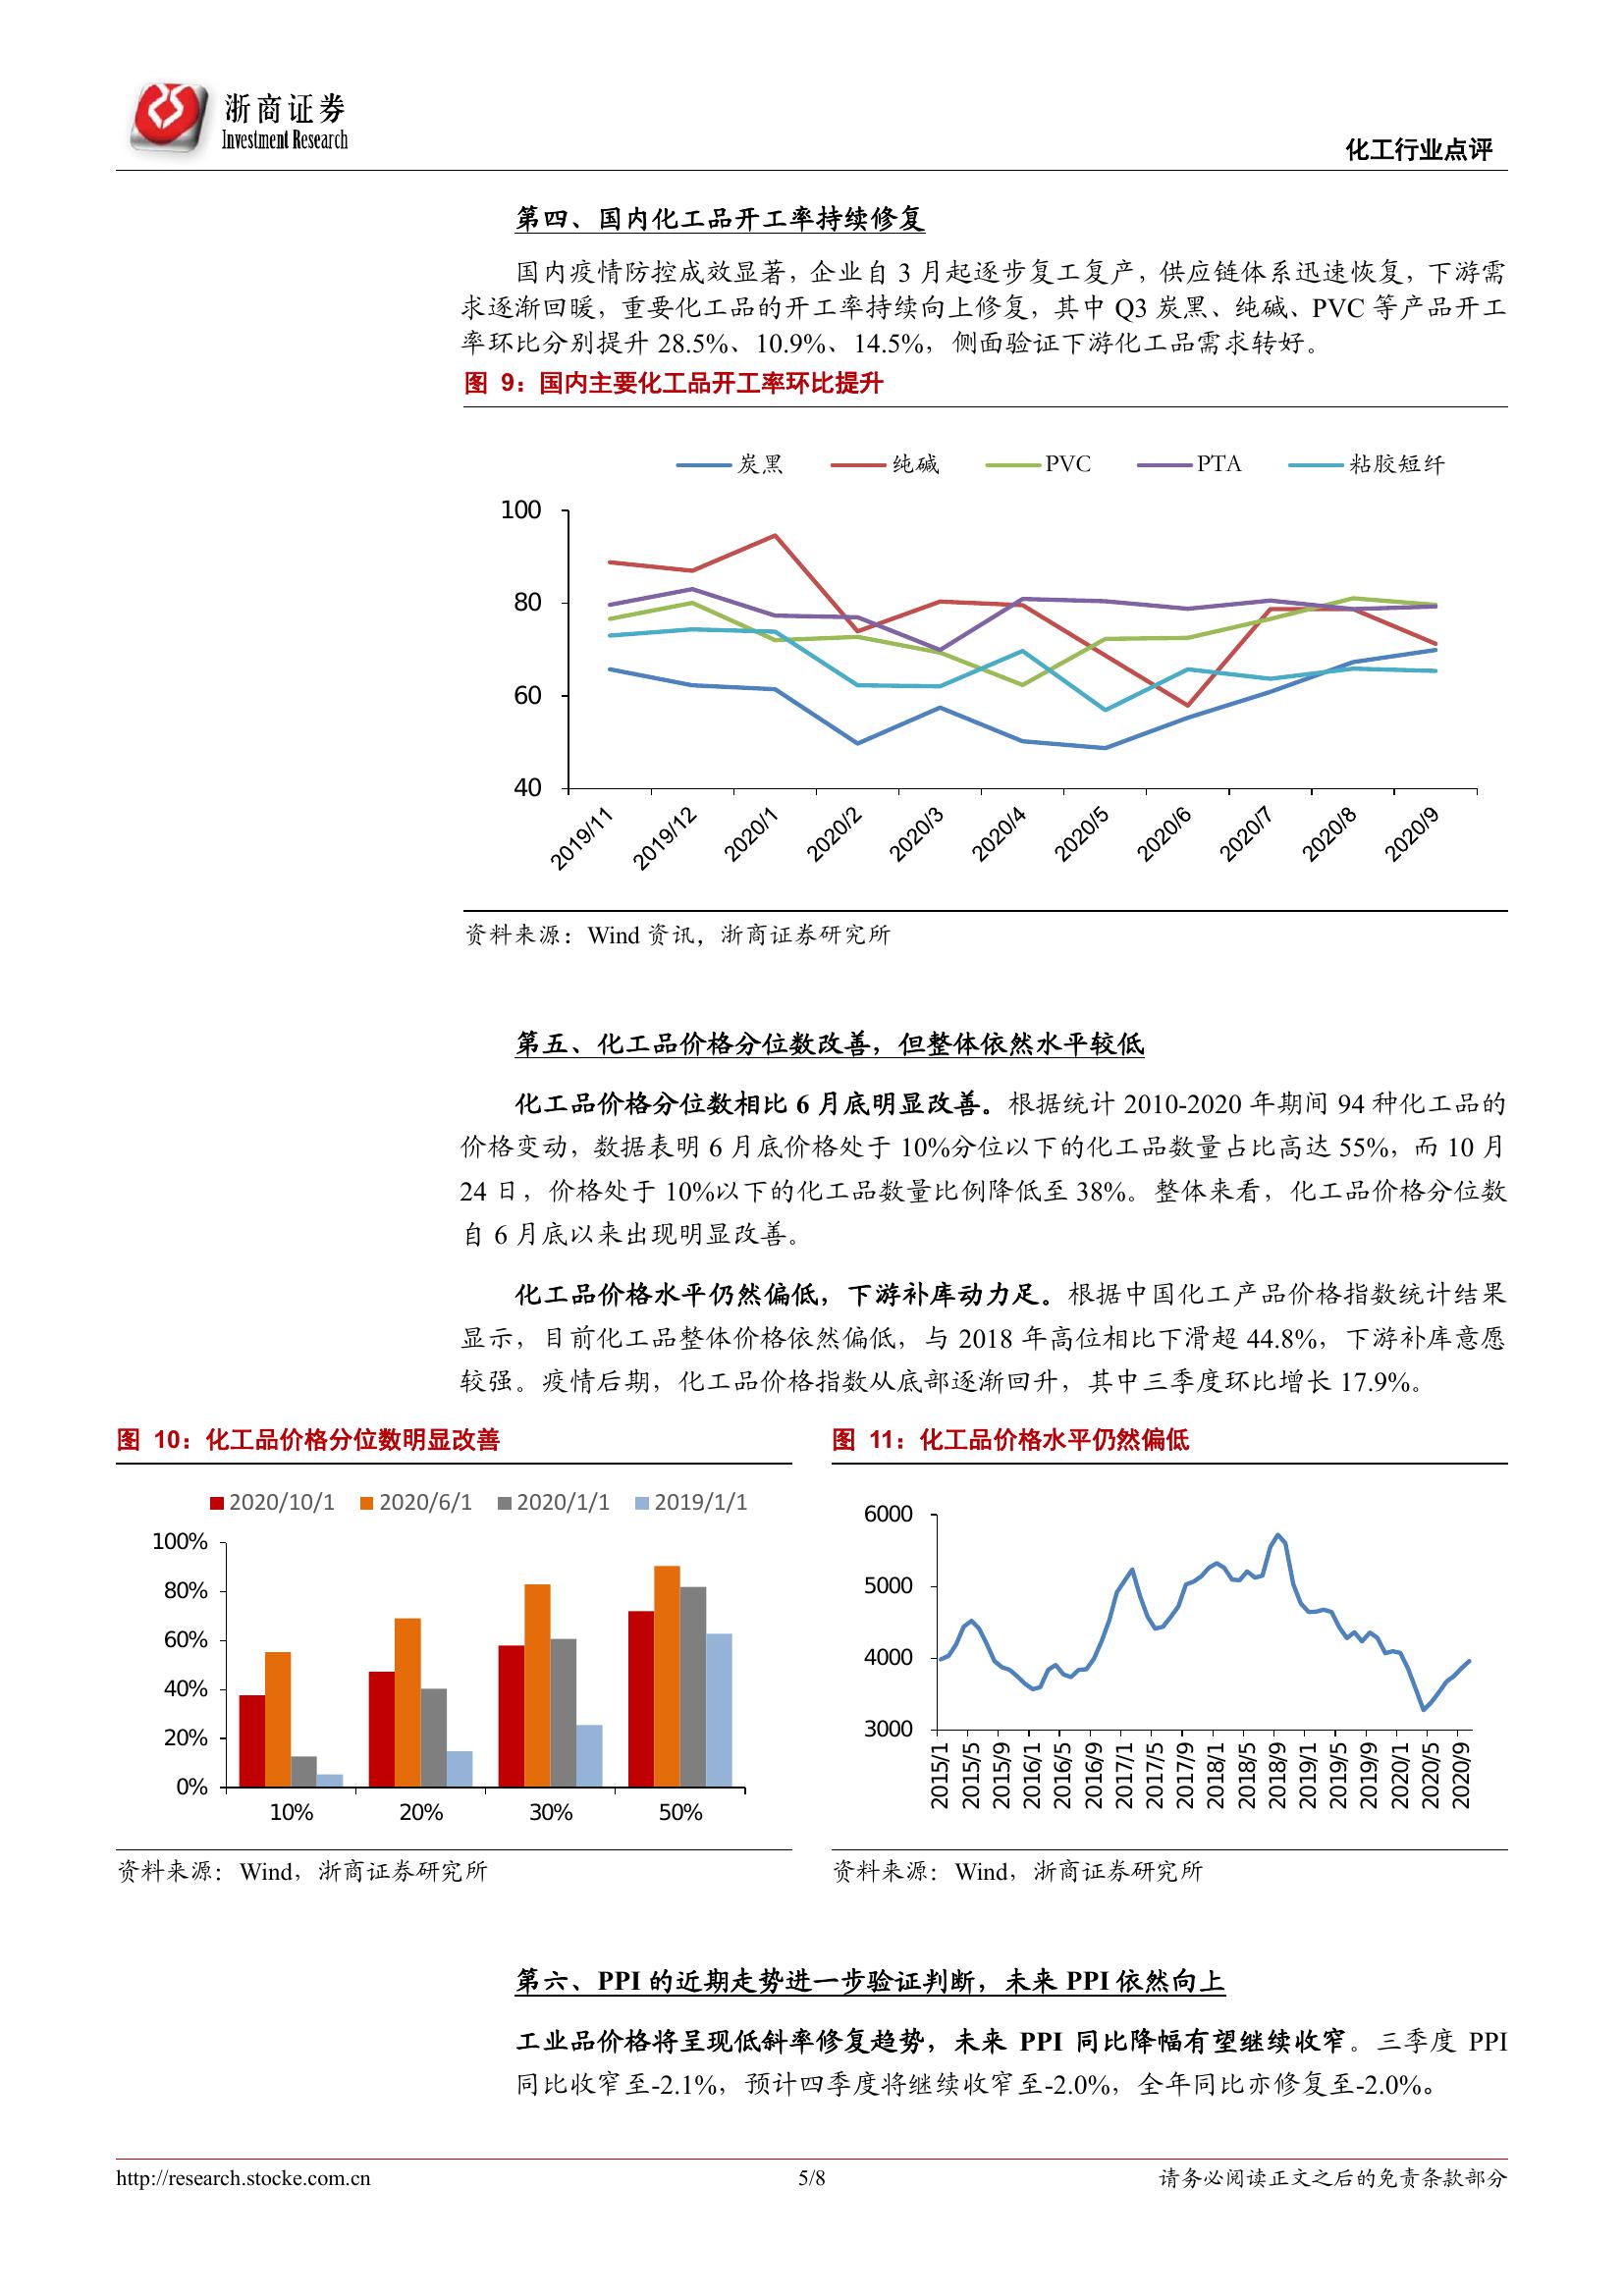 浙商证券
Investment Research
化工行业点评
第四、国内化工品开工率持续修复
国内疫情防控成效显著，企业自 3 月起逐步复工复产，供应链体系迅速恢复，下游需
求逐渐回暖，重要化工品的开工率持续向上修复，其中 Q3 炭黑、纯碱、PVC 等产品开工
率环比分别提升 28.5%、10.9%、14.5%，侧面验证下游化工品需求转好。
图 9：国内主要化工品开工率环比提升
炭黑 纯碱 PVC PTA 粘胶短纤
100
80
60
40
2019/11 2019/12 2020/1 2020/2 2020/3 2020/4 2020/5 2020/6 2020/7 2020/8 2020/9
资料来源：Wind 资讯，浙商证券研究所
第五、化工品价格分位数改善，但整体依然水平较低
化工品价格分位数相比 6 月底明显改善。根据统计 2010-2020 年期间 94 种化工品的
价格变动，数据表明 6 月底价格处于 10%分位以下的化工品数量占比高达 55%，而 10 月
24 日，价格处于 10%以下的化工品数量比例降低至 38%。整体来看，化工品价格分位数
自 6 月底以来出现明显改善。
化工品价格水平仍然偏低，下游补库动力足。根据中国化工产品价格指数统计结果
显示，目前化工品整体价格依然偏低，与 2018 年高位相比下滑超 44.8%，下游补库意愿
较强。疫情后期，化工品价格指数从底部逐渐回升，其中三季度环比增长 17.9%。
图 10：化工品价格分位数明显改善
2020/10/1 2020/6/1 2020/1/1 2019/1/1
100%
80%
60%
40%
20%
0%
10% 20% 30% 50%
资料来源：Wind，浙商证券研究所
图 11：化工品价格水平仍然偏低
6000
5000
4000
3000
2015/1 2015/5 2015/9 2016/1 2016/5 2016/9 2017/1 2017/5 2017/9 2018/1 2018/5 2018/9 2019/1 2019/5 2019/9 2020/1 2020/5 2020/9
资料来源：Wind，浙商证券研究所
第六、PPI 的近期走势进一步验证判断，未来 PPI 依然向上
工业品价格将呈现低斜率修复趋势，未来 PPI 同比降幅有望继续收窄。三季度 PPI
同比收窄至-2.1%，预计四季度将继续收窄至-2.0%，全年同比亦修复至-2.0%。
http://research.stocke.com.cn
5/8
请务必阅读正文之后的免责条款部分